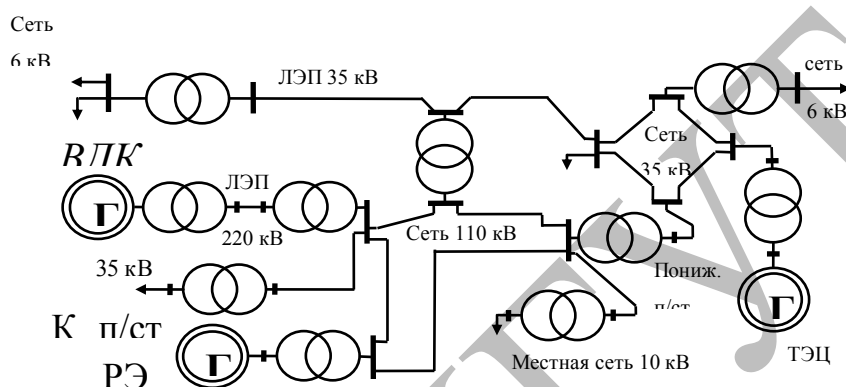 Сеть
6 кВ
ЛЭП 35 кВ
сеть
6 кВ
Сеть
35 кВ
ЛЭП
220 кВ
Г
Сеть 110 кВ
35 кВ
Пониж.
п/ст
К п/ст
Г
РЭ
Местная сеть 10 кВ
Г
ТЭЦ